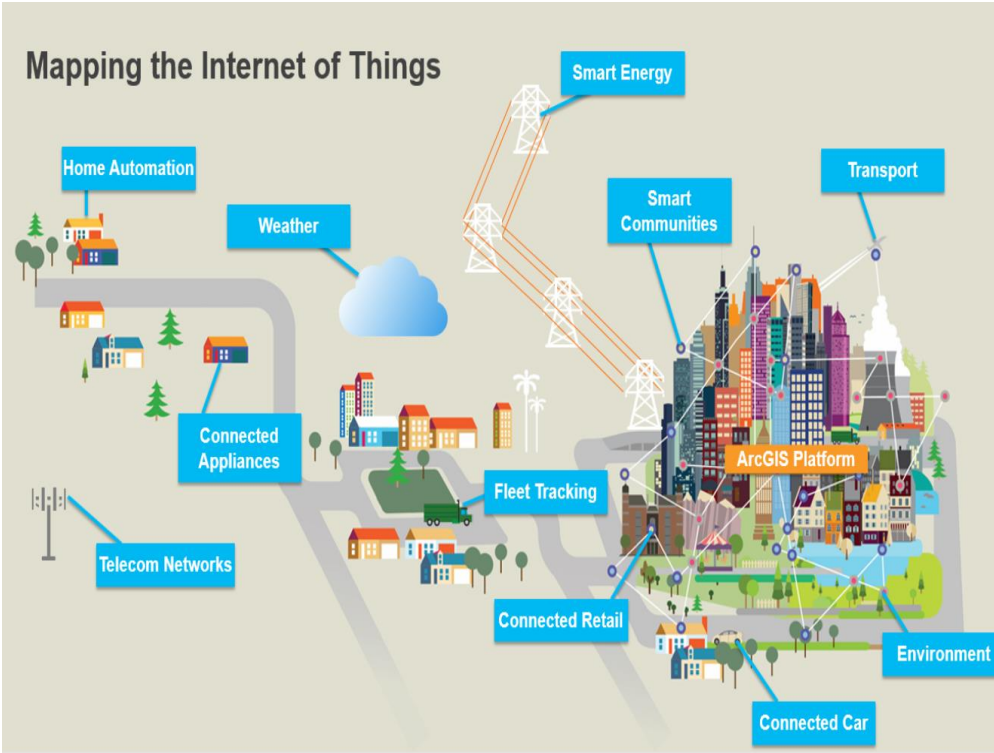 Mapping the Internet of Things
Smart Energy
Home Automation
Transport
Smart
Communities
Weather
Connected
Appliances
ArcGIS Platform
Fleet Tracking
Telecom Networks
Connected Retail
Environment
Connected Car